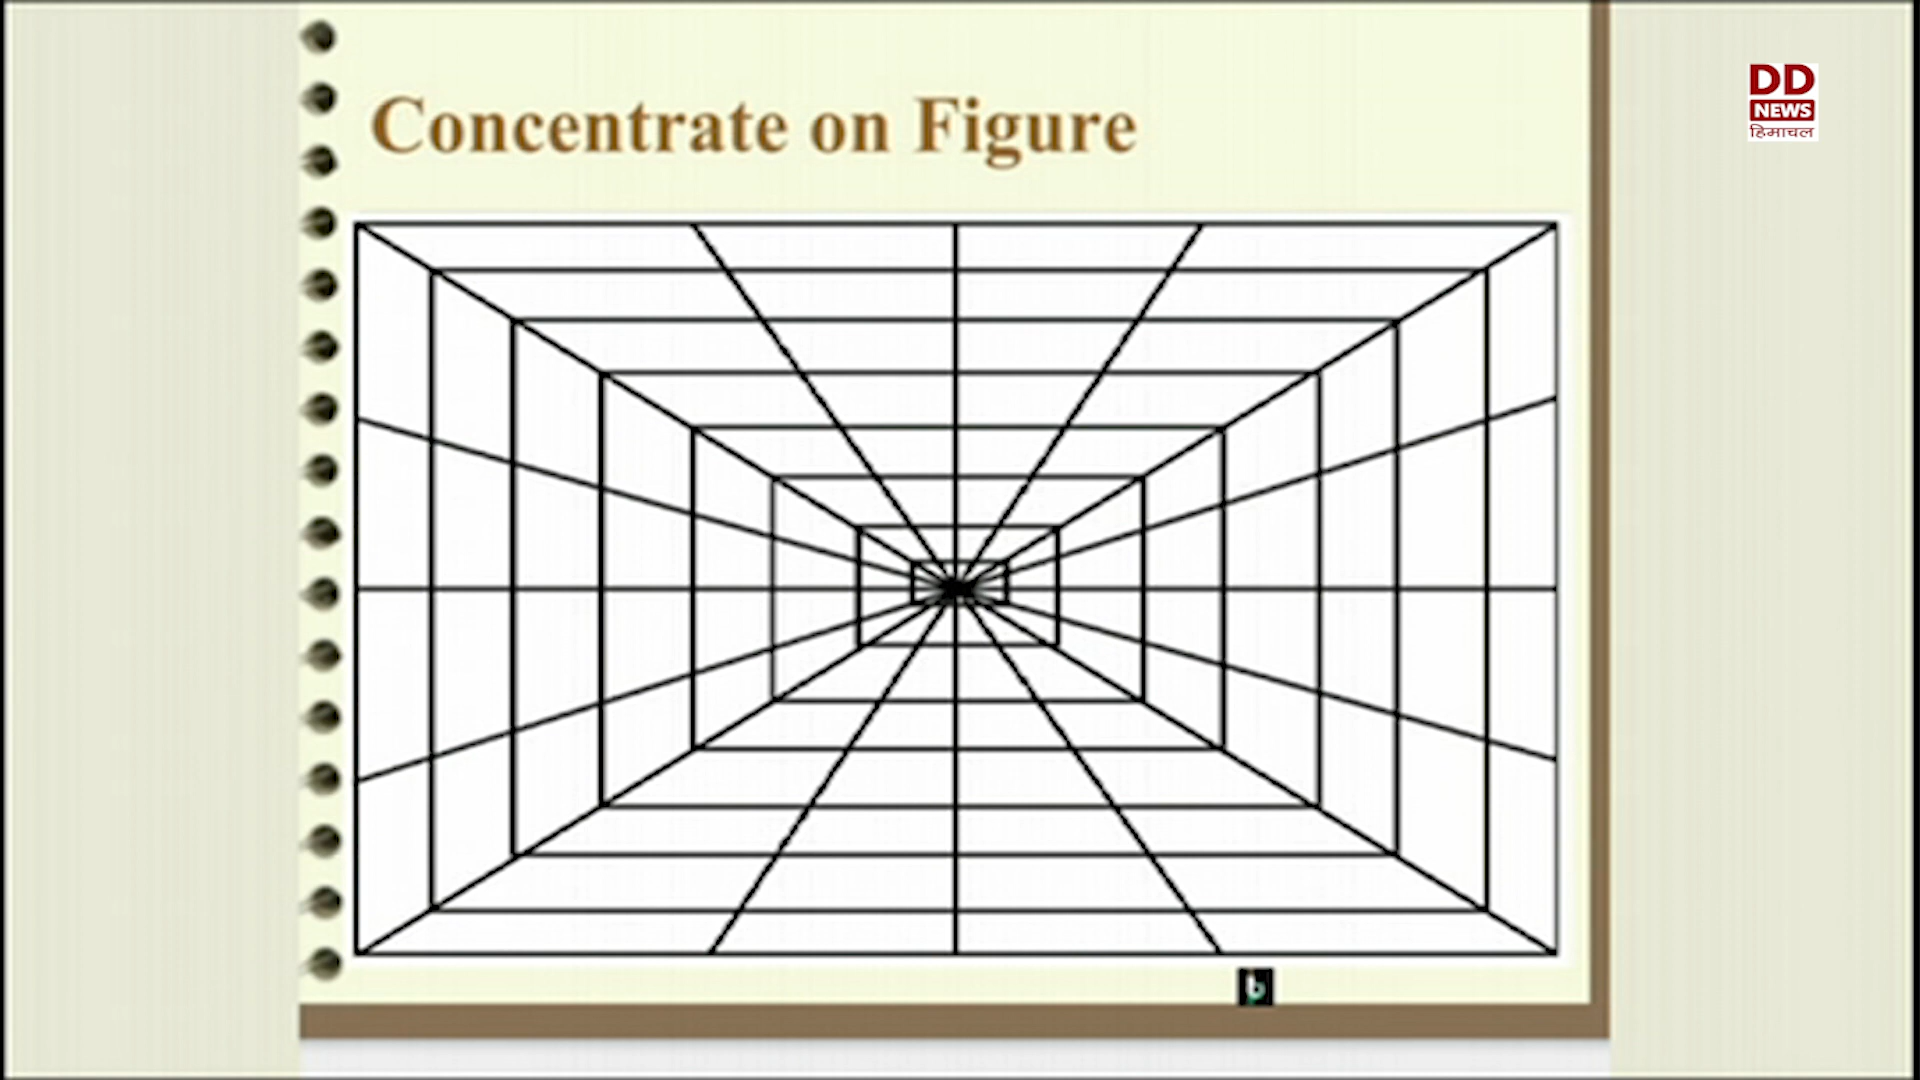 Concentrate on Figure
DD
NEWS
हिमाचल
b